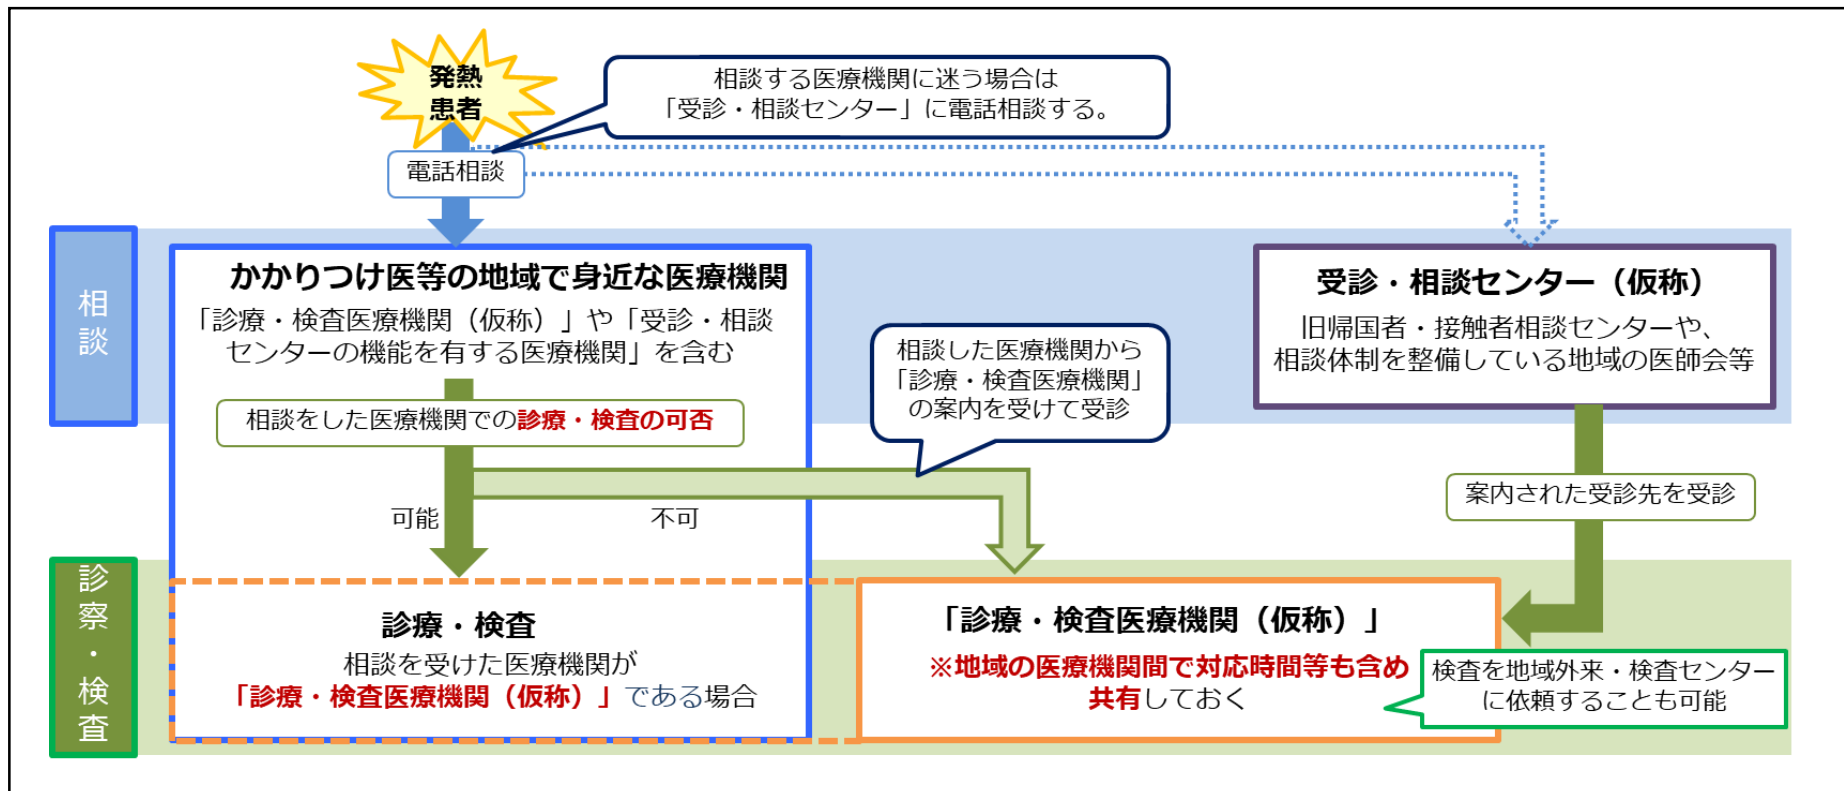 発熱
患者
相談する医療機関に迷う場合は
「受診・相談センター」に電話相談する。
電話相談
相談
かかりつけ医等の地域で身近な医療機関
「診療・検査医療機関（仮称）」や「受診・相談
センターの機能を有する医療機関」を含む
受診・相談センター（仮称）
旧帰国者・接触者相談センターや、
相談体制を整備している地域の医師会等
相談した医療機関から
「診療・検査医療機関」
の案内を受けて受診
相談をした医療機関での診療・検査の可否
案内された受診先を受診
可能
不可
診察・検査
診療・検査
相談を受けた医療機関が
「診療・検査医療機関（仮称）」である場合
「診療・検査医療機関（仮称）」
※地域の医療機関間で対応時間等も含め
共有しておく
検査を地域外来・検査センター
に依頼することも可能